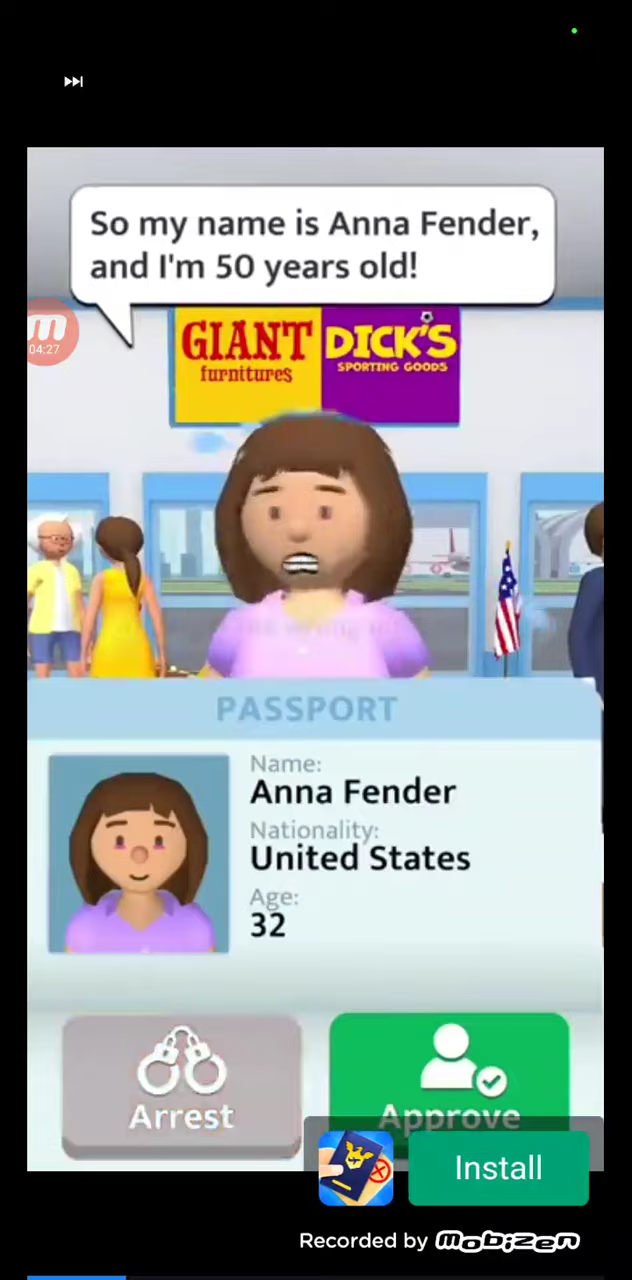 So my name is Anna Fender,
and I'm 50 years old!
04:27
GIANT
furnitures
DICK'S
SPORTING GOODS
PASSPORT
Name:
Anna Fender
Nationality:
United States
Age:
32
Arrest
Approve
Install
Recorded by mobizen